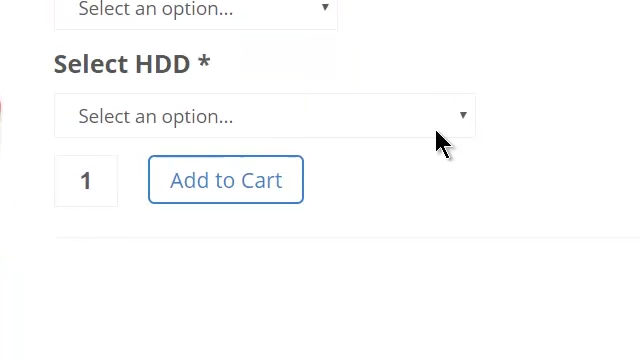 Select an option...
Select HDD *
Select an option...
1
Add to Cart